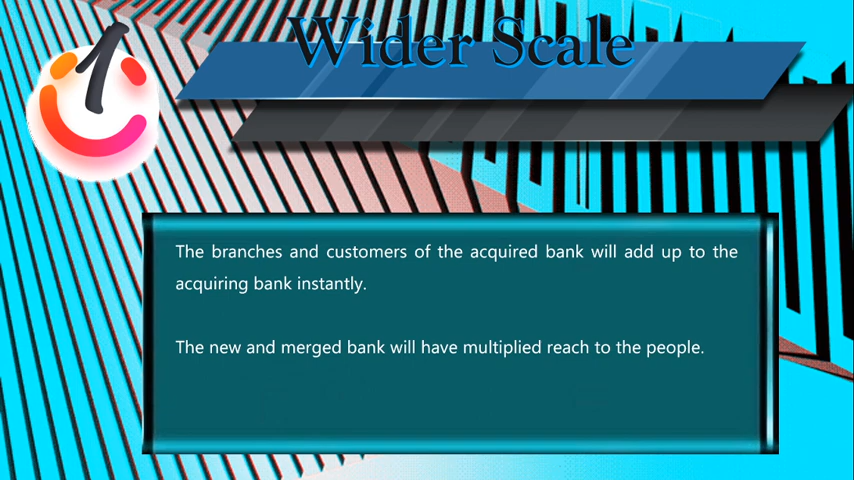 Wider Scale
1
The branches and customers of the acquired bank will add up to the
acquiring bank instantly.
The new and merged bank will have multiplied reach to the people.